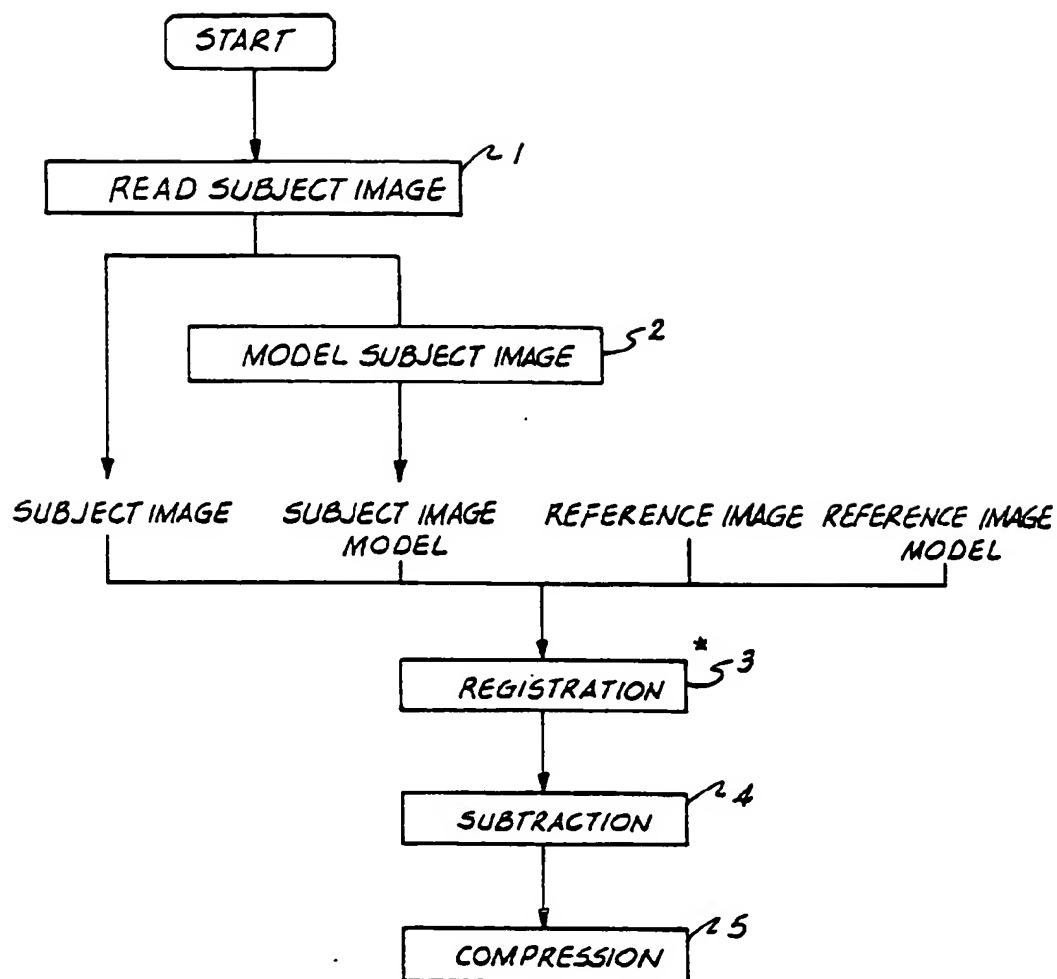 START
1
READ SUBJECT IMAGE
2
MODEL SUBJECT IMAGE
SUBJECT IMAGE
SUBJECT IMAGE
MODEL
REFERENCE IMAGE
REFERENCE IMAGE
MODEL
*
3
REGISTRATION
4
SUBTRACTION
5
COMPRESSION